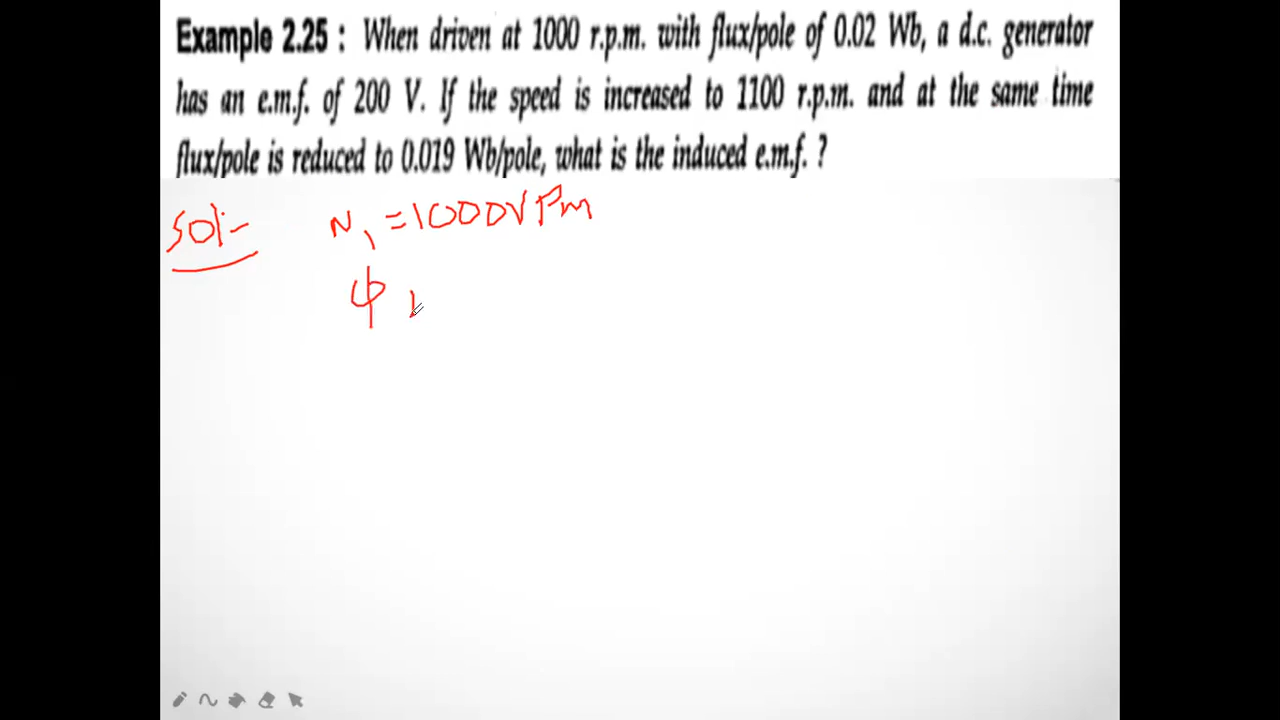 Example 2.25 : When driven at 1000 r.p.m. with flux/pole of 0.02 Wb, a d.c. generator
has an e.m.f. of 200 V. If the speed is increased to 1100 r.p.m. and at the same time
flux/pole is reduced to 0.019 Wb/pole, what is the induced e.m.f. ?
Sol:- N₁ = 1000 r Pm
ϕ